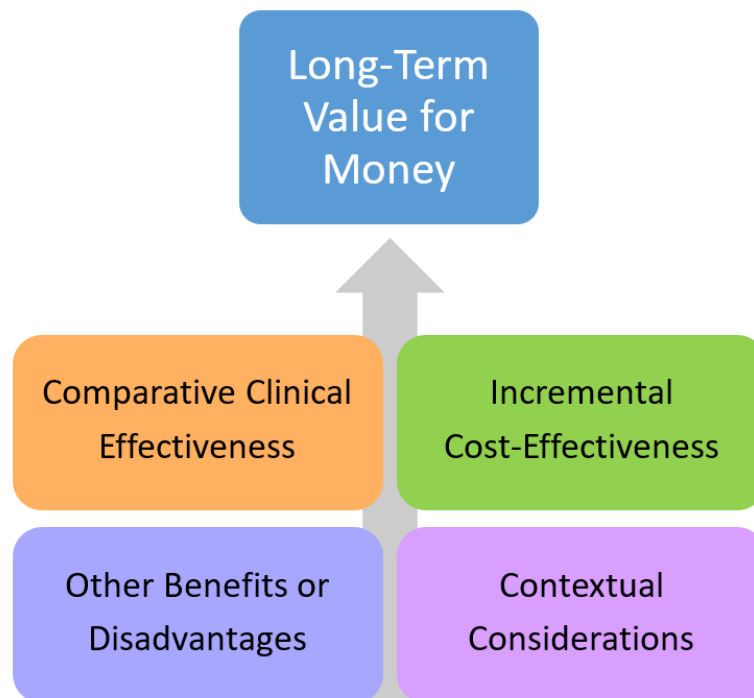 Long-Term
Value for
Money
Comparative Clinical
Effectiveness
Incremental
Cost-Effectiveness
Other Benefits or
Disadvantages
Contextual
Considerations